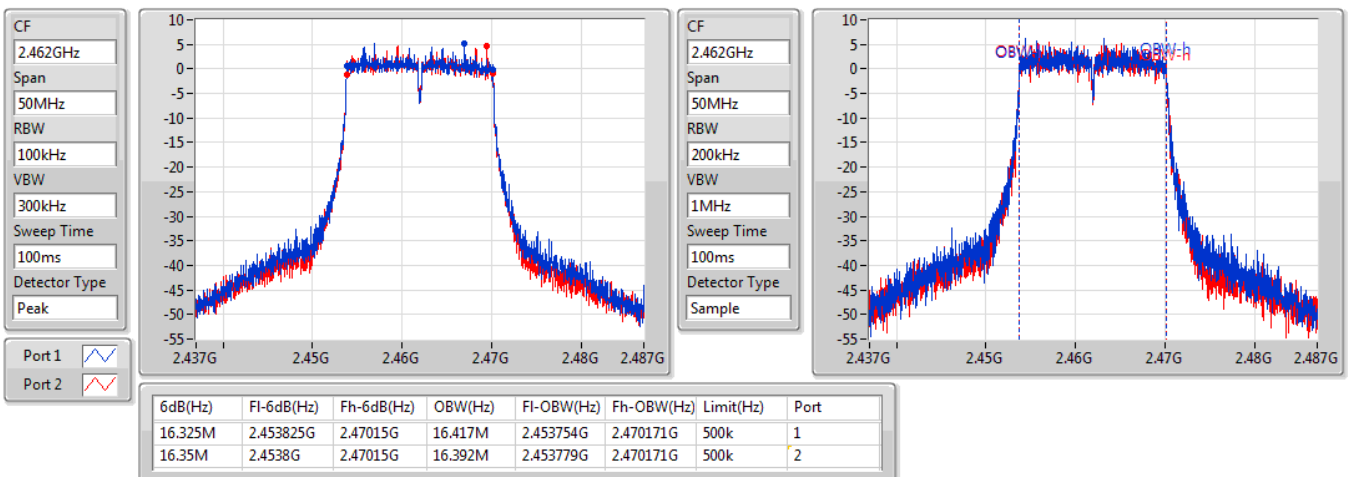 CF
2.462GHz
Span
50MHz
RBW
100kHz
VBW
300kHz
Sweep Time
100ms
Detector Type
Peak
Port 1
Port 2
10
5
0
-5
-10
-15
-20
-25
-30
-35
-40
-45
-50
-55
2.437G 2.45G 2.46G 2.47G 2.48G 2.487G
CF
2.462GHz
Span
50MHz
RBW
200kHz
VBW
1MHz
Sweep Time
100ms
Detector Type
Sample
10
5
0
-5
-10
-15
-20
-25
-30
-35
-40
-45
-50
-55
OBW-h
2.437G 2.45G 2.46G 2.47G 2.48G 2.487G
6dB(Hz) Fl-6dB(Hz) Fh-6dB(Hz) OBW(Hz) Fl-OBW(Hz) Fh-OBW(Hz) Limit(Hz) Port
16.325M 2.453825G 2.47015G 16.417M 2.453754G 2.470171G 500k 1
16.35M 2.4538G 2.47015G 16.392M 2.453779G 2.470171G 500k 2